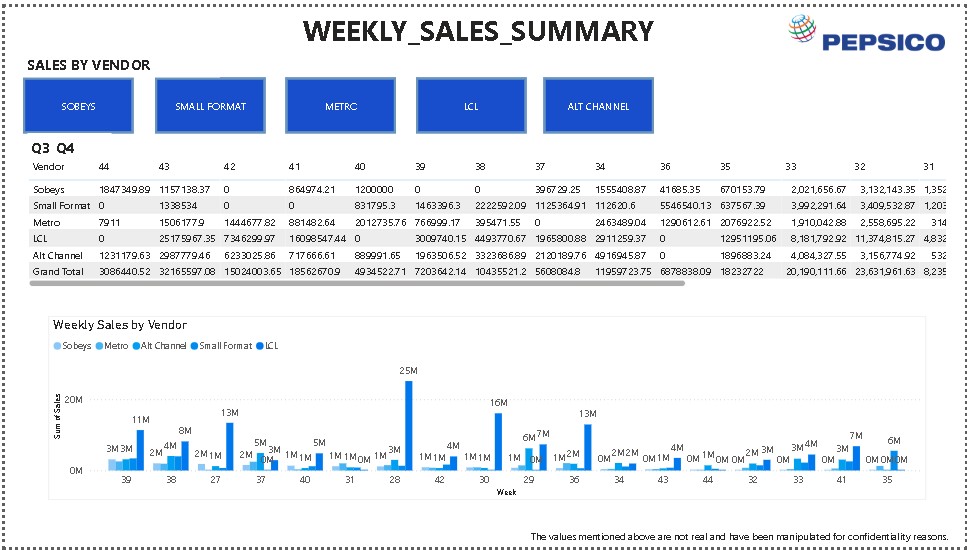 WEEKLY_SALES_SUMMARY
PEPSICO
SALES BY VENDOR
SOBEYS SMALL FORMAT METRO LCL ALT CHANNEL
Q3 Q4
Vendor 44 43 42 41 40 39 38 37 34 36 35 33 32 31
Sobeys 1847349.89 1157138.37 0 864974.21 1200000 0 0 396729.25 1555408.87 41685.35 670153.79 2,021,656.67 3,132,143.35 1,352
Small Format 0 1338534 0 0 831795.3 1463396.3 2222592.09 1125364.91 112620.6 5546540.13 637567.39 3,992,291.64 3,409,532.87 1,203
Metro 7911 1506177.9 1444677.82 881482.64 2012735.76 766999.17 395471.55 0 2463489.04 1290612.61 2076922.52 1,910,042.88 2,558,695.22 314
LCL 0 25175967.35 7346299.97 16098547.44 0 3009740.15 4493770.67 1965800.88 2911259.37 0 12951195.06 8,181,792.92 11,374,815.27 4,832
Alt Channel 1231179.63 2987779.46 6233025.86 717666.61 889991.65 1963506.52 3323686.89 2120189.76 4916945.87 0 1896883.24 4,084,327.55 3,156,774.92 532
Grand Total 3086440.52 32165597.08 15024003.65 18562670.9 4934522.71 7203642.14 10435521.2 5608084.8 11959723.75 6878838.09 18232722 20,190,111.66 23,631,961.63 8,235
Weekly Sales by Vendor
Sobeys Metro Alt Channel Small Format LCL
Sum of Sales
20M
0M
3M 3M 11M 2M 4M 8M 2M 1M 13M 2M 5M 0M 3M 1M 1M 5M 1M 1M 0M 1M 3M 25M 1M 1M 4M 1M 1M 16M 1M 6M 0M 7M 1M 2M 13M 0M 2M 2M 0M 1M 4M 0M 1M 0M 0M 2M 3M 0M 3M 4M 0M 3M 7M 0M 0M 6M 0M
39 38 27 37 40 31 28 42 30 29 36 34 43 44 32 33 41 35
Week
The values mentioned above are not real and have been manipulated for confidentiality reasons.